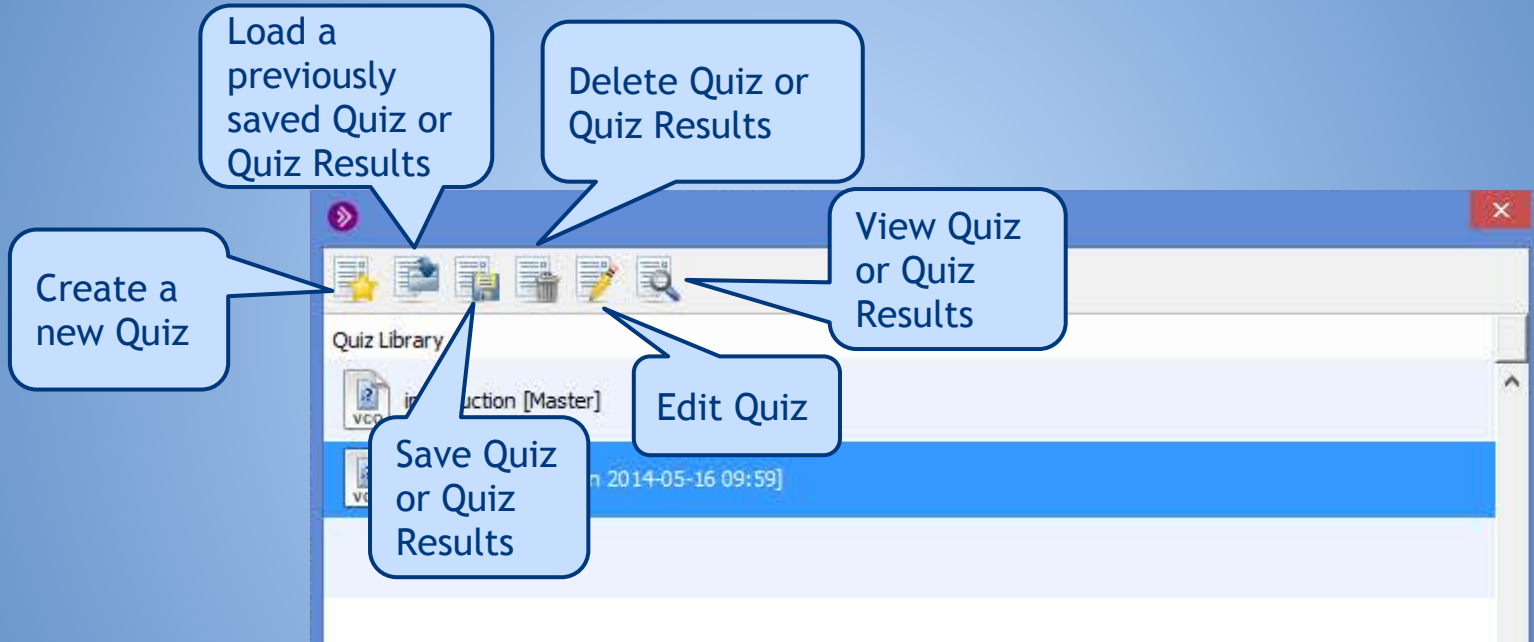 Load a
previously
saved Quiz or
Quiz Results
Delete Quiz or
Quiz Results
View Quiz
or Quiz
Results
Create a
new Quiz
Quiz Library
[Master]
VCQ
Edit Quiz
Save Quiz
or Quiz
Results
2014-05-16 09:59]